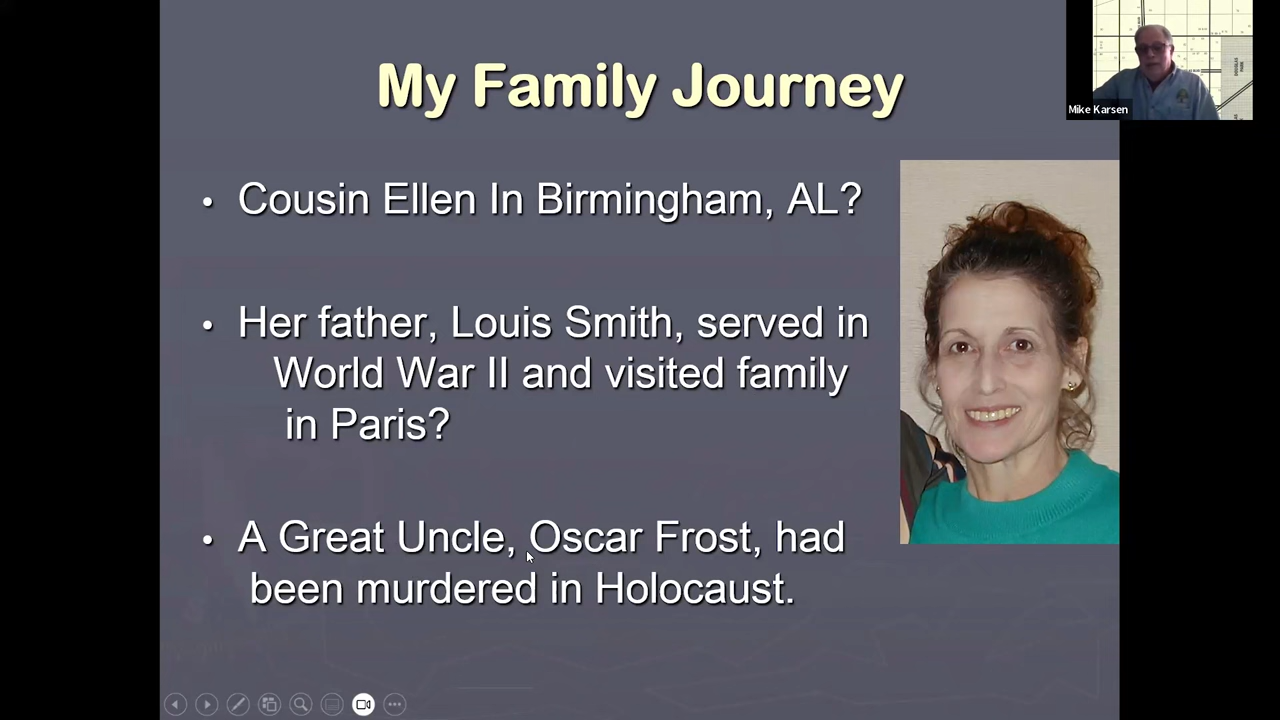 My Family Journey
Mike Karsen
• Cousin Ellen In Birmingham, AL?
• Her father, Louis Smith, served in
World War II and visited family
in Paris?
• A Great Uncle, Oscar Frost, had
been murdered in Holocaust.